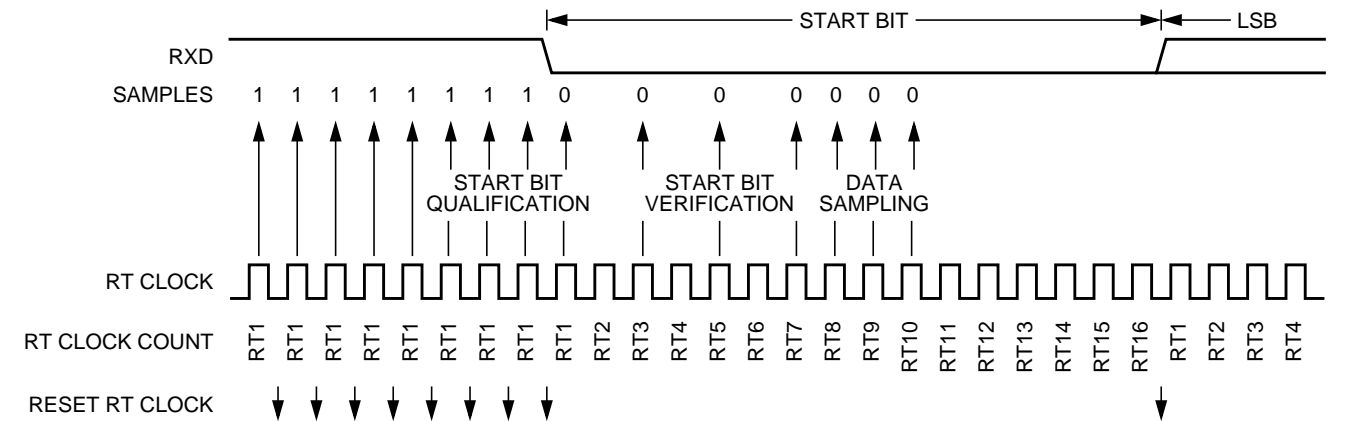 START BIT LSB
RXD
SAMPLES 1 1 1 1 1 1 1 1 0 0 0 0 0 0 0
START BIT START BIT DATA
QUALIFICATION VERIFICATION SAMPLING
RT CLOCK
RT CLOCK COUNT RT1 RT1 RT1 RT1 RT1 RT1 RT1 RT1 RT1 RT2 RT3 RT4 RT5 RT6 RT7 RT8 RT9 RT10 RT11 RT12 RT13 RT14 RT15 RT16 RT1 RT2 RT3 RT4
RESET RT CLOCK